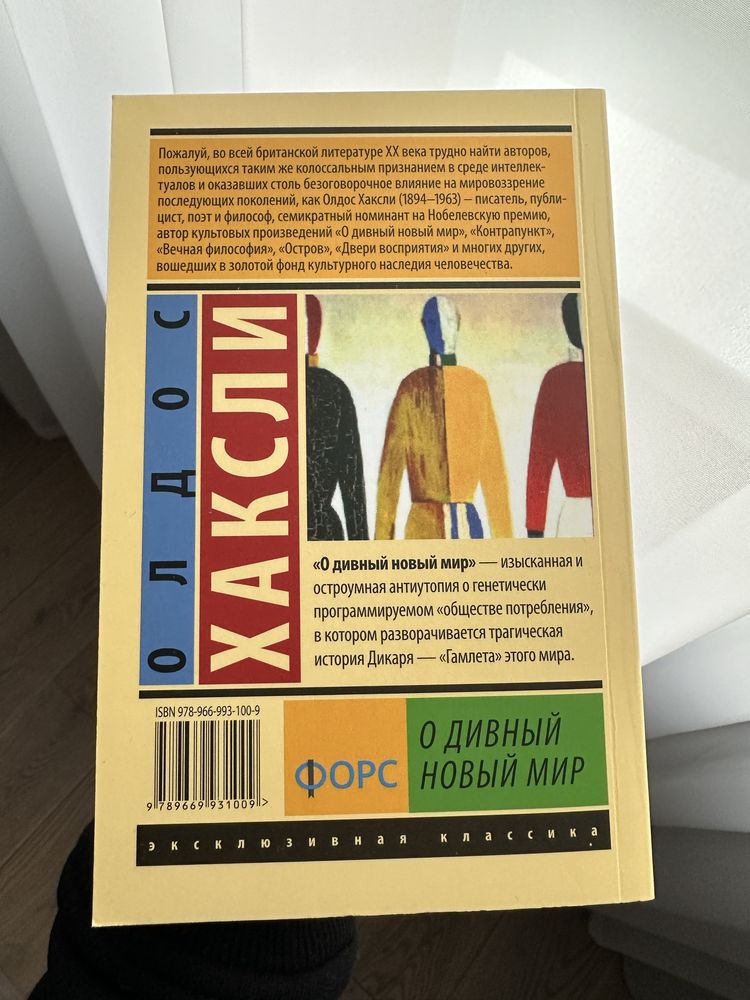 Пожалуй, во всей британской литературе XX века трудно найти авторов,
пользующихся таким же колоссальным признанием в среде интеллек-
туалов и оказавших столь безоговорочное влияние на мировоззрение
последующих поколений, как Олдос Хаксли (1894–1963) – писатель, публи-
цист, поэт и философ, семикратный номинант на Нобелевскую премию,
автор культовых произведений «О дивный новый мир», «Контрапункт»,
«Вечная философия», «Остров», «Двери восприятия» и многих других,
вошедших в золотой фонд культурного наследия человечества.
ОЛДОС
ХАКСЛИ
«О дивный новый мир» — изысканная и
остроумная антиутопия о генетически
программируемом «обществе потребления»,
в котором разворачивается трагическая
история Дикаря — «Гамлета» этого мира.
ISBN 978-966-993-100-9
9 789669 931009 >
ФОРС
О ДИВНЫЙ
НОВЫЙ МИР
эксклюзивная классика